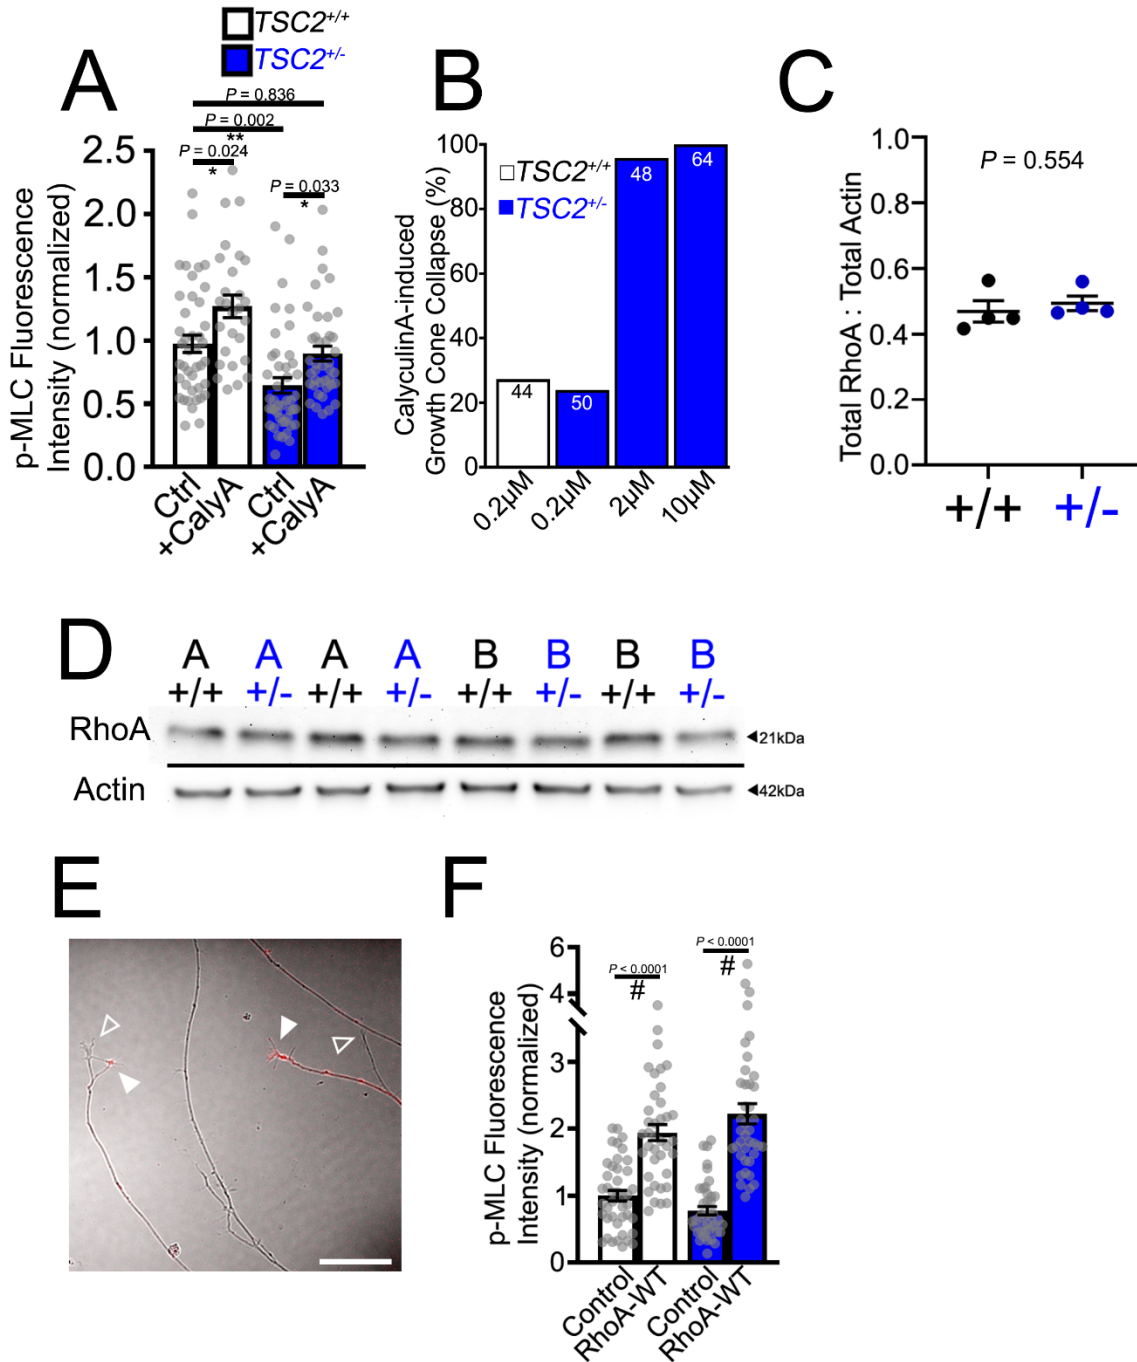 TSC2+/+
TSC2+/-
A
P = 0.836
P = 0.002
**
P = 0.024
*
P = 0.033
*
p-MLC Fluorescence
Intensity (normalized)
2.5
2.0
1.5
1.0
0.5
0.0
Ctrl
+CalyA
Ctrl
+CalyA
B
CalyculinA-induced
Growth Cone Collapse (%)
100
80
60
40
20
0
TSC2+/+
TSC2+/-
44
50
48
64
0.2µM
0.2µM
2µM
10µM
C
P = 0.554
Total RhoA : Total Actin
1.0
0.8
0.6
0.4
0.2
0.0
+/+
+/-
D
A A A A B B B B
+/+ +/- +/+ +/- +/+ +/- +/+ +/-
RhoA
21kDa
Actin
42kDa
E
F
P < 0.0001
#
P < 0.0001
#
p-MLC Fluorescence
Intensity (normalized)
6
4
3
2
1
0
Control
RhoA-WT
Control
RhoA-WT